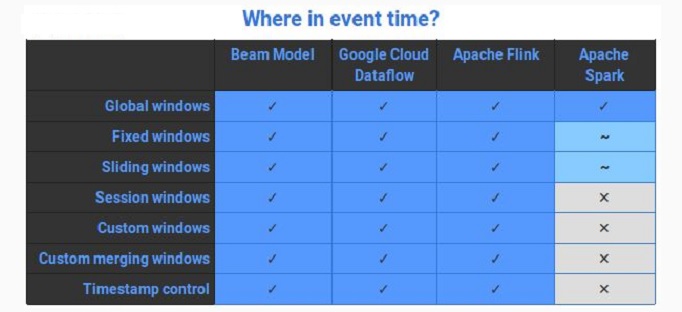 Where in event time?
Beam Model Google Cloud Dataflow Apache Flink Apache Spark
Global windows ✓ ✓ ✓ ✓
Fixed windows ✓ ✓ ✓ ~
Sliding windows ✓ ✓ ✓ ~
Session windows ✓ ✓ ✓ ×
Custom windows ✓ ✓ ✓ ×
Custom merging windows ✓ ✓ ✓ ×
Timestamp control ✓ ✓ ✓ ×